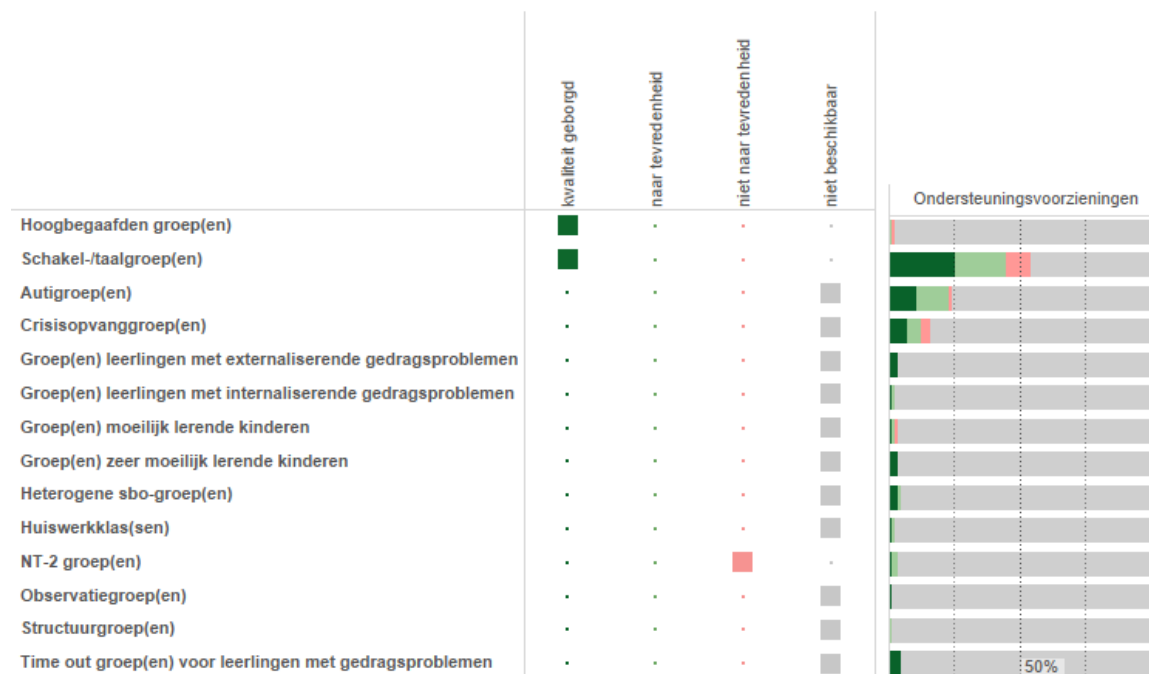 kwaliteit geborgd
naar tevredenheid
niet naar tevredenheid
niet beschikbaar
Ondersteuningsvoorzieningen
Hoogbegaafden groep(en)
Schakel-/taalgroep(en)
Autigroep(en)
Crisisopvanggroep(en)
Groep(en) leerlingen met externaliserende gedragsproblemen
Groep(en) leerlingen met internaliserende gedragsproblemen
Groep(en) moeilijk lerende kinderen
Groep(en) zeer moeilijk lerende kinderen
Heterogene sbo-groep(en)
Huiswerkklas(sen)
NT-2 groep(en)
Observatiegroep(en)
Structuurgroep(en)
Time out groep(en) voor leerlingen met gedragsproblemen
50%